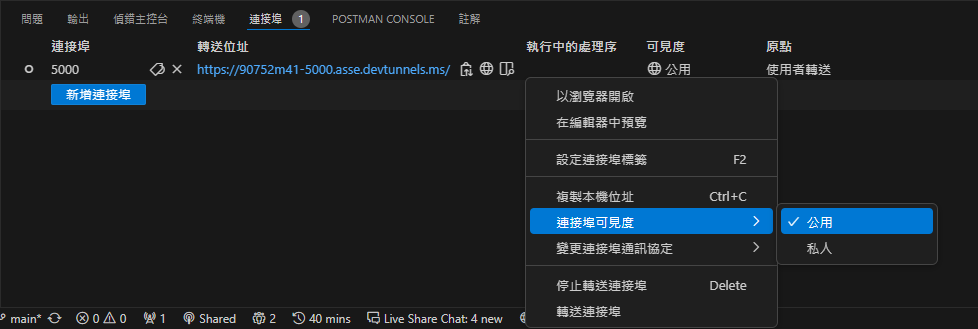 問題 輸出 偵錯主控台 終端機 連接埠 1 POSTMAN CONSOLE 註解
連接埠 轉送位址 執行中的處理序 可見度 原點
5000 https://90752m41-5000.asse.devtunnels.ms/ 公用 使用者轉送
新增連接埠
以瀏覽器開啟
在編輯器中預覽
設定連接埠標籤 F2
複製本機位址 Ctrl+C
連接埠可見度
公用
變更連接埠通訊協定
私人
停止轉送連接埠 Delete
轉送連接埠
main* 0 0 1 Shared 2 40 mins Live Share Chat: 4 new